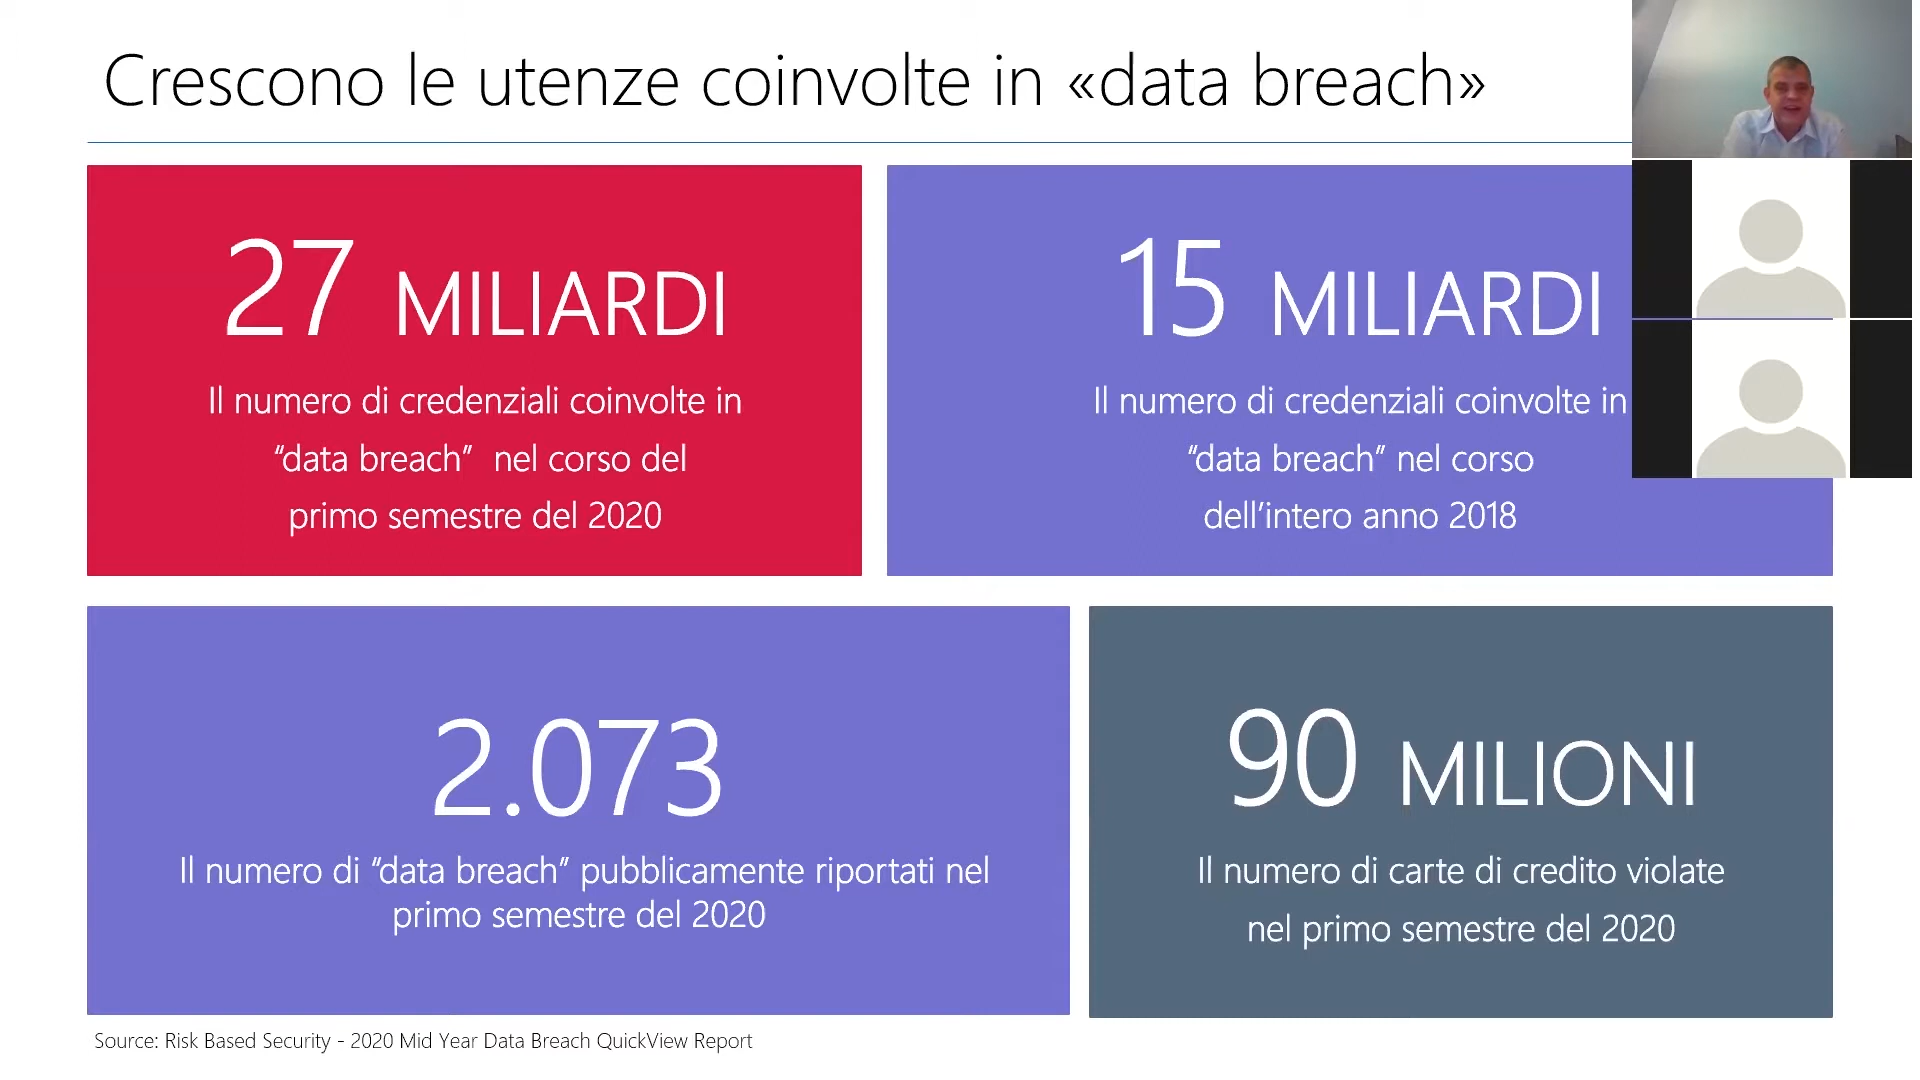 Crescono le utenze coinvolte in «data breach»
27 MILIARDI
Il numero di credenziali coinvolte in
“data breach”  nel corso del
primo semestre del 2020
15 MILIARDI
Il numero di credenziali coinvolte in
“data breach” nel corso
dell’intero anno 2018
2.073
Il numero di “data breach” pubblicamente riportati nel
primo semestre del 2020
90 MILIONI
Il numero di carte di credito violate
nel primo semestre del 2020
Source: Risk Based Security - 2020 Mid Year Data Breach QuickView Report